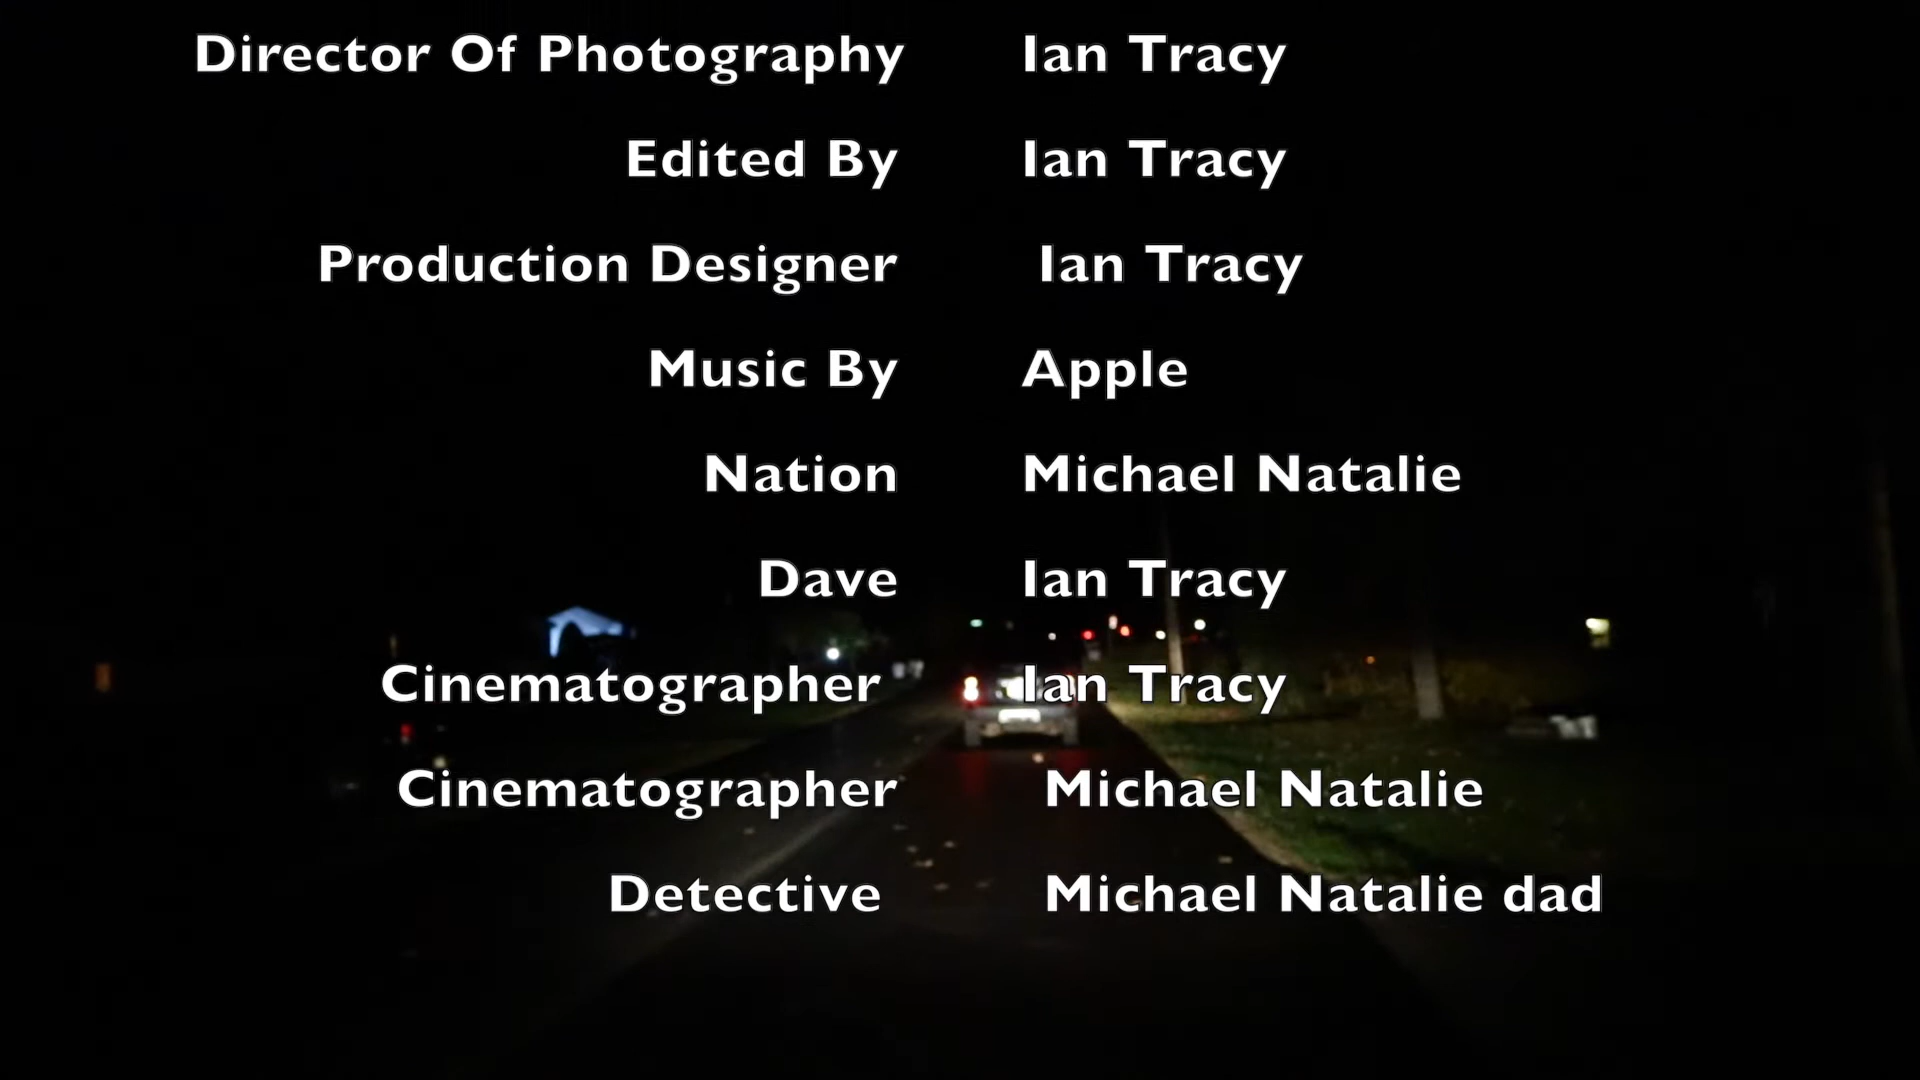 Director Of Photography Ian Tracy
Edited By Ian Tracy
Production Designer Ian Tracy
Music By Apple
Nation Michael Natalie
Dave Ian Tracy
Cinematographer Ian Tracy
Cinematographer Michael Natalie
Detective Michael Natalie dad